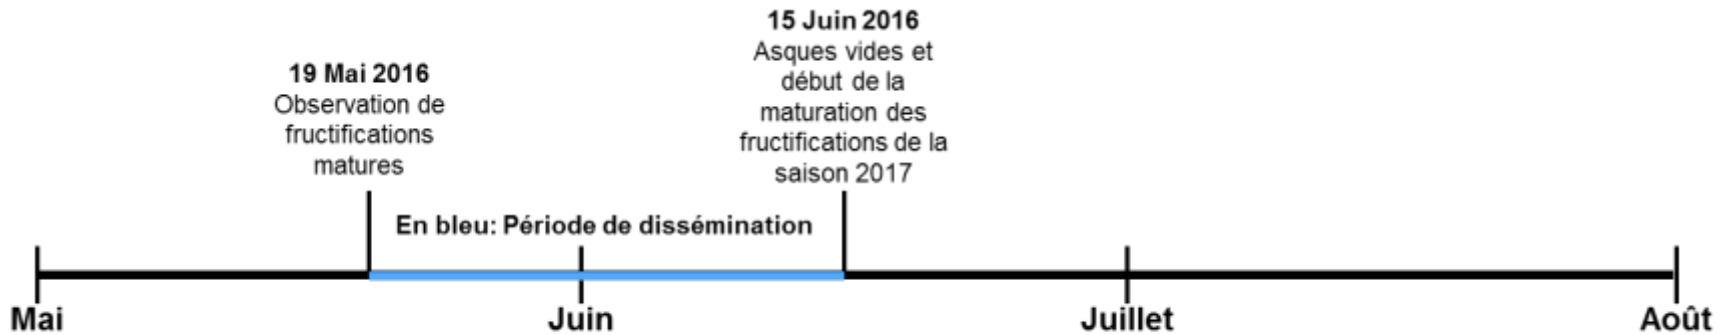 15 Juin 2016
Asques vides et
début de la
maturation des
fructifications de la
saison 2017
19 Mai 2016
Observation de
fructifications
matures
En bleu: Période de dissémination
Mai
Juin
Juillet
Août